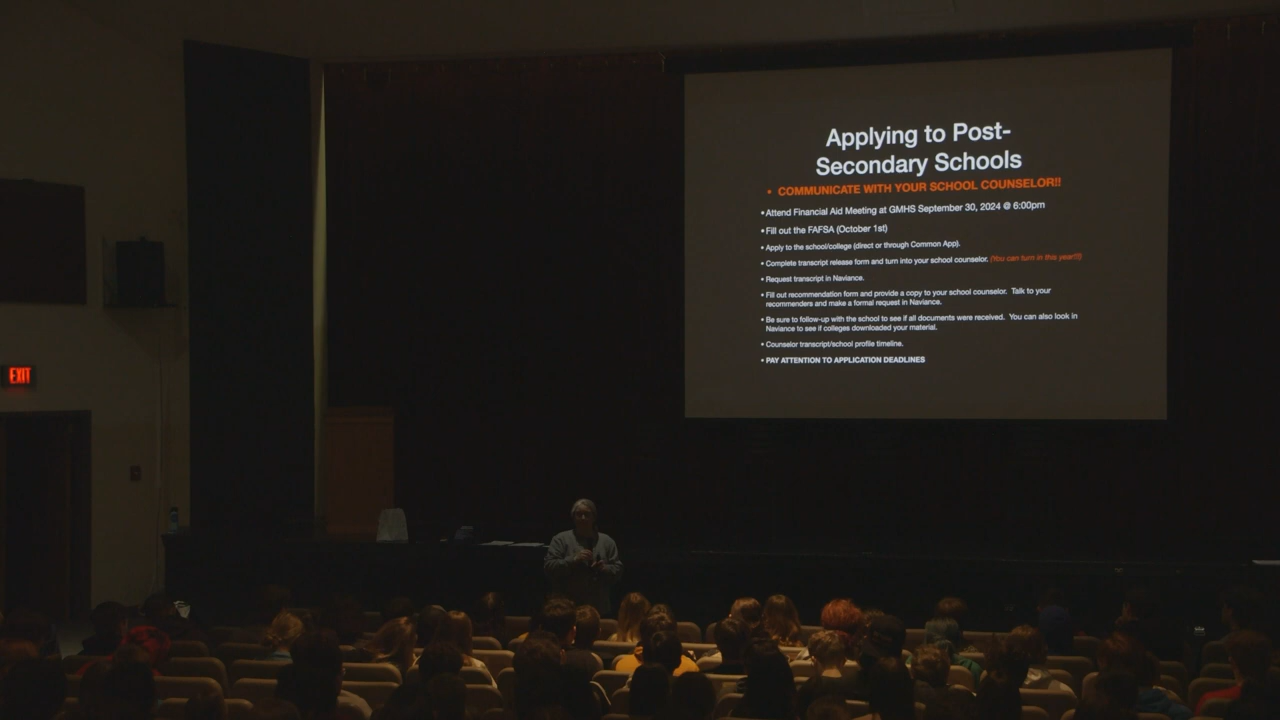 EXIT
Applying to Post-
Secondary Schools
• COMMUNICATE WITH YOUR SCHOOL COUNSELOR!!
• Attend Financial Aid Meeting at GMHS September 30, 2024 @ 6:00pm
• Fill out the FAFSA (October 1st)
• Apply to the school/college (direct or through Common App).
• Complete transcript release form and turn into your school counselor. (You can turn in this year!!!)
• Request transcript in Naviance.
• Fill out recommendation form and provide a copy to your school counselor. Talk to your
recommenders and make a formal request in Naviance.
• Be sure to follow-up with the school to see if all documents were received. You can also look in
Naviance to see if colleges downloaded your material.
• Counselor transcript/school profile timeline.
• PAY ATTENTION TO APPLICATION DEADLINES